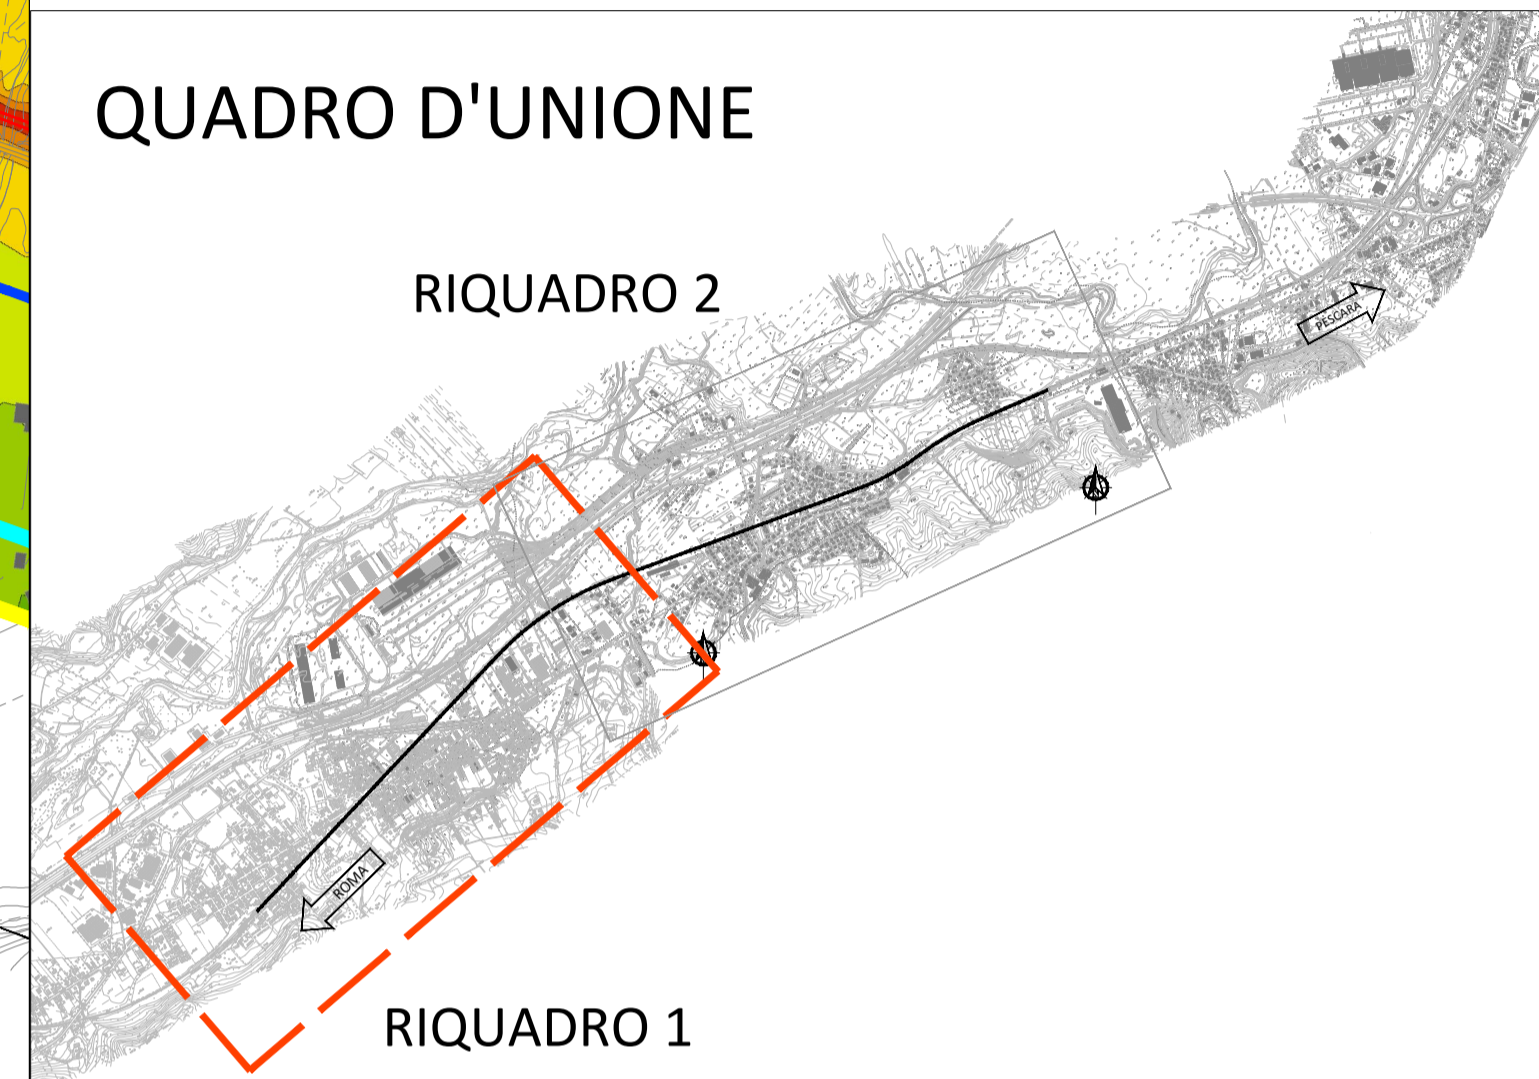 QUADRO D'UNIONE
RIQUADRO 2
PESCARA
ROMA
RIQUADRO 1